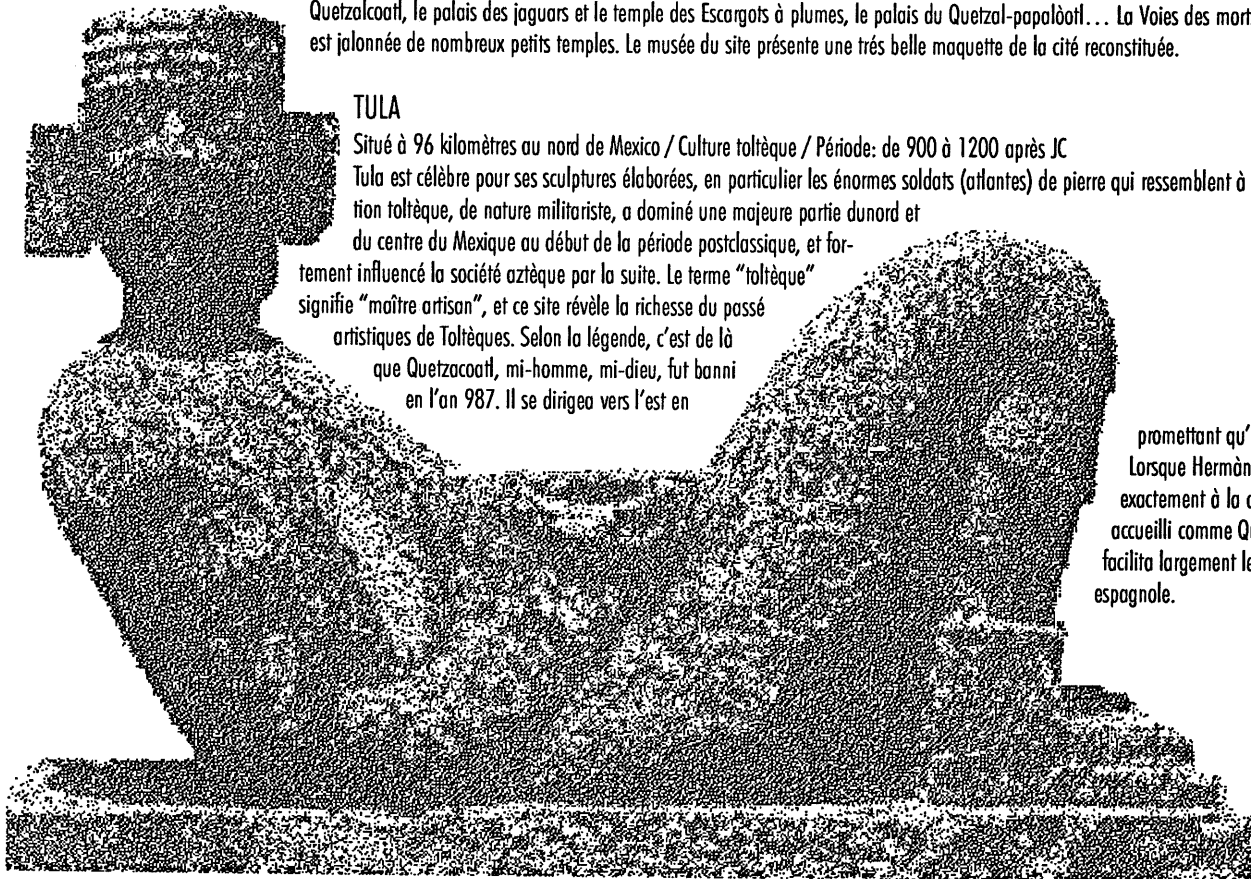 Quetzalcoatl, le palais des jaguars et le temple des Escargots à plumes, le palais du Quetzal-papalòotl... La Voies des mort
est jalonnée de nombreux petits temples. Le musée du site présente une trés belle maquette de la cité reconstituée.
TULA
Situé à 96 kilomètres au nord de Mexico / Culture toltèque / Période: de 900 à 1200 après JC
Tula est célèbre pour ses sculptures élaborées, en particulier les énormes soldats (atlantes) de pierre qui ressemblent à
tion toltèque, de nature militariste, a dominé une majeure partie dunord et
du centre du Mexique au début de la période postclassique, et for-
tement influencé la société aztèque par la suite. Le terme "toltèque"
signifie "maître artisan", et ce site révèle la richesse du passé
artistiques de Toltèques. Selon la légende, c'est de là
que Quetzacoatl, mi-homme, mi-dieu, fut banni
en l'an 987. Il se dirigea vers l'est en
promettant qu'
Lorsque Hermàn
exactement à la
accueilli comme
facilita largement
espagnole.